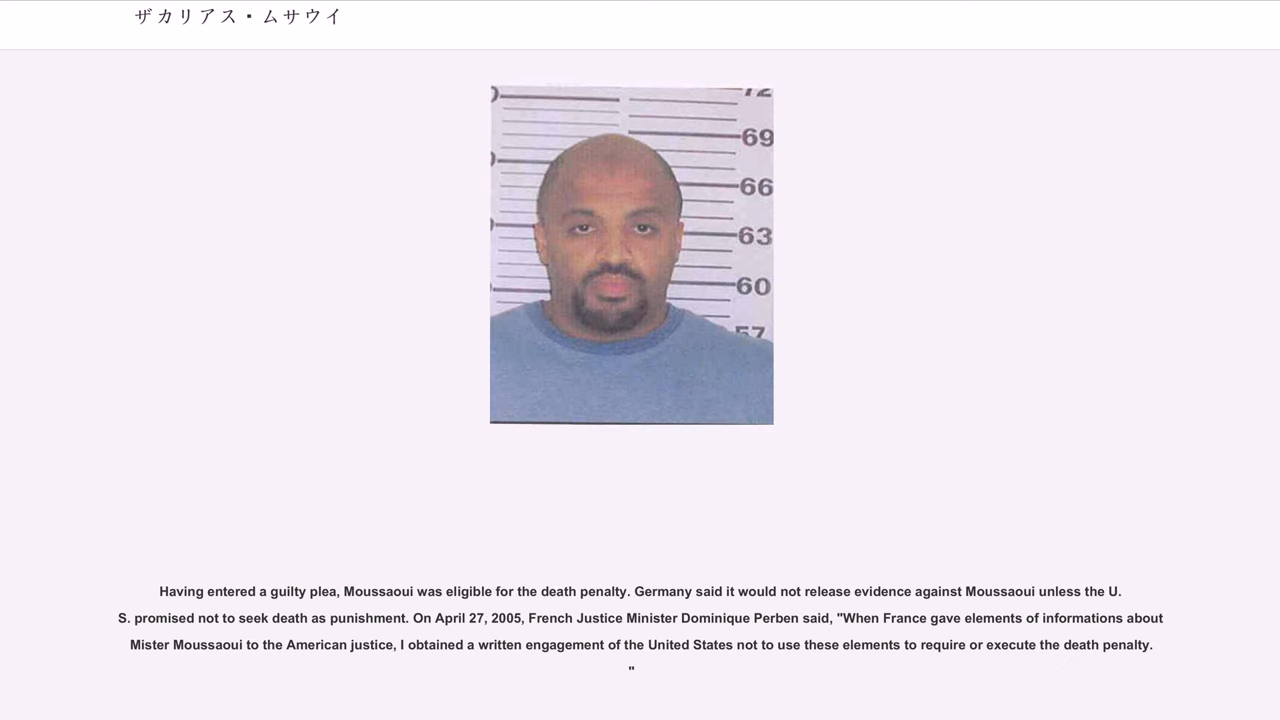 ザカリアス・ムサウイ
72
69
66
63
60
57
Having entered a guilty plea, Moussaoui was eligible for the death penalty. Germany said it would not release evidence against Moussaoui unless the U.
S. promised not to seek death as punishment. On April 27, 2005, French Justice Minister Dominique Perben said, "When France gave elements of informations about
Mister Moussaoui to the American justice, I obtained a written engagement of the United States not to use these elements to require or execute the death penalty.
"